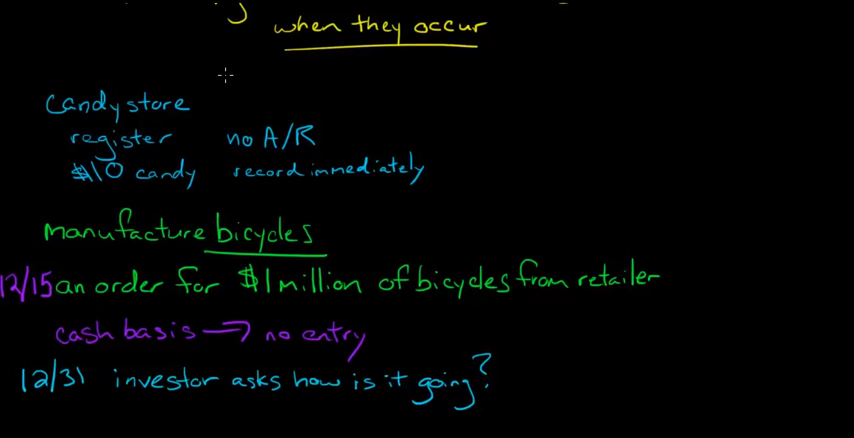 when they occur
candy store
register no A/R
$10 candy record immediately
manufacture bicycles
12/15 an order for $1 million of bicycles from retailer
cash basis → no entry
12/31 investor asks how is it going?